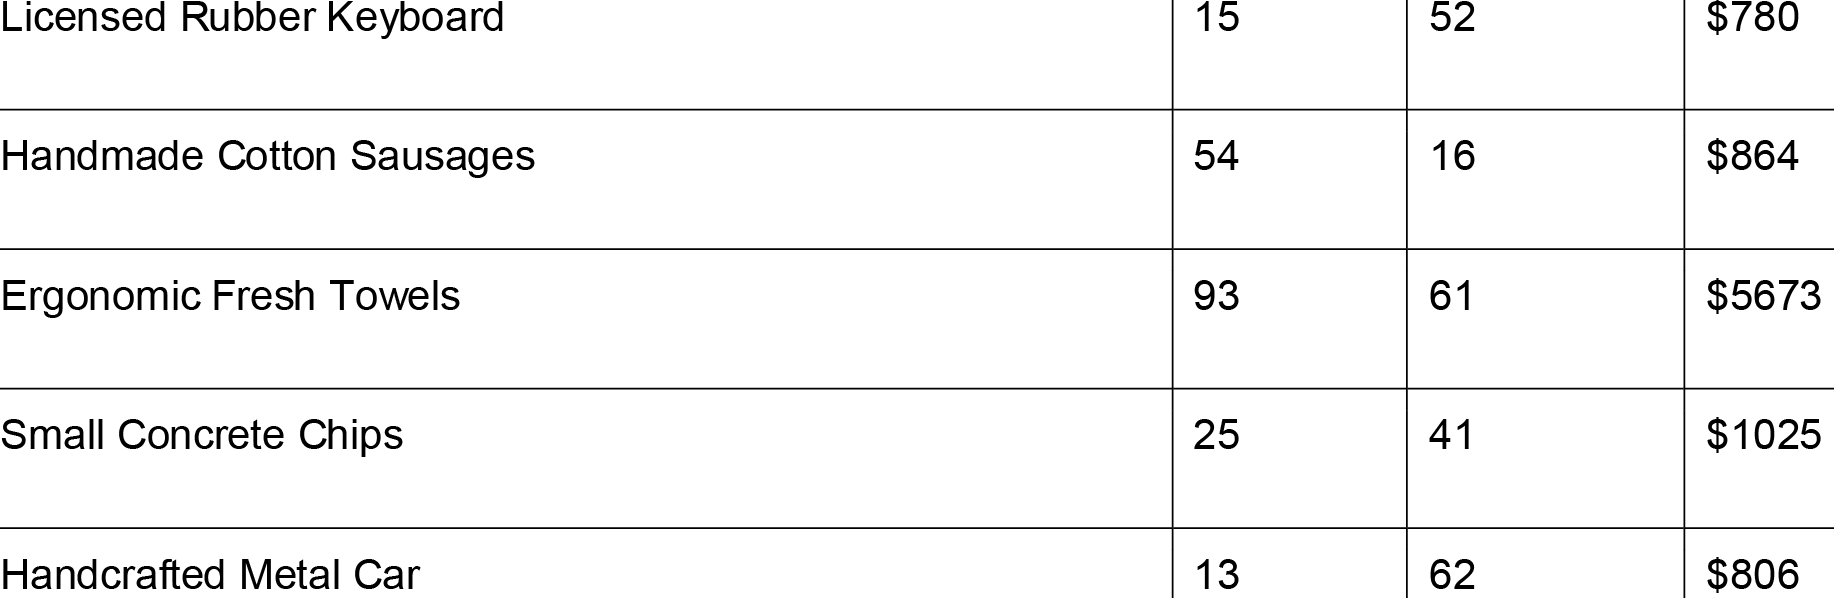 Licensed Rubber Keyboard 15 52 $780
Handmade Cotton Sausages 54 16 $864
Ergonomic Fresh Towels 93 61 $5673
Small Concrete Chips 25 41 $1025
Handcrafted Metal Car 13 62 $806